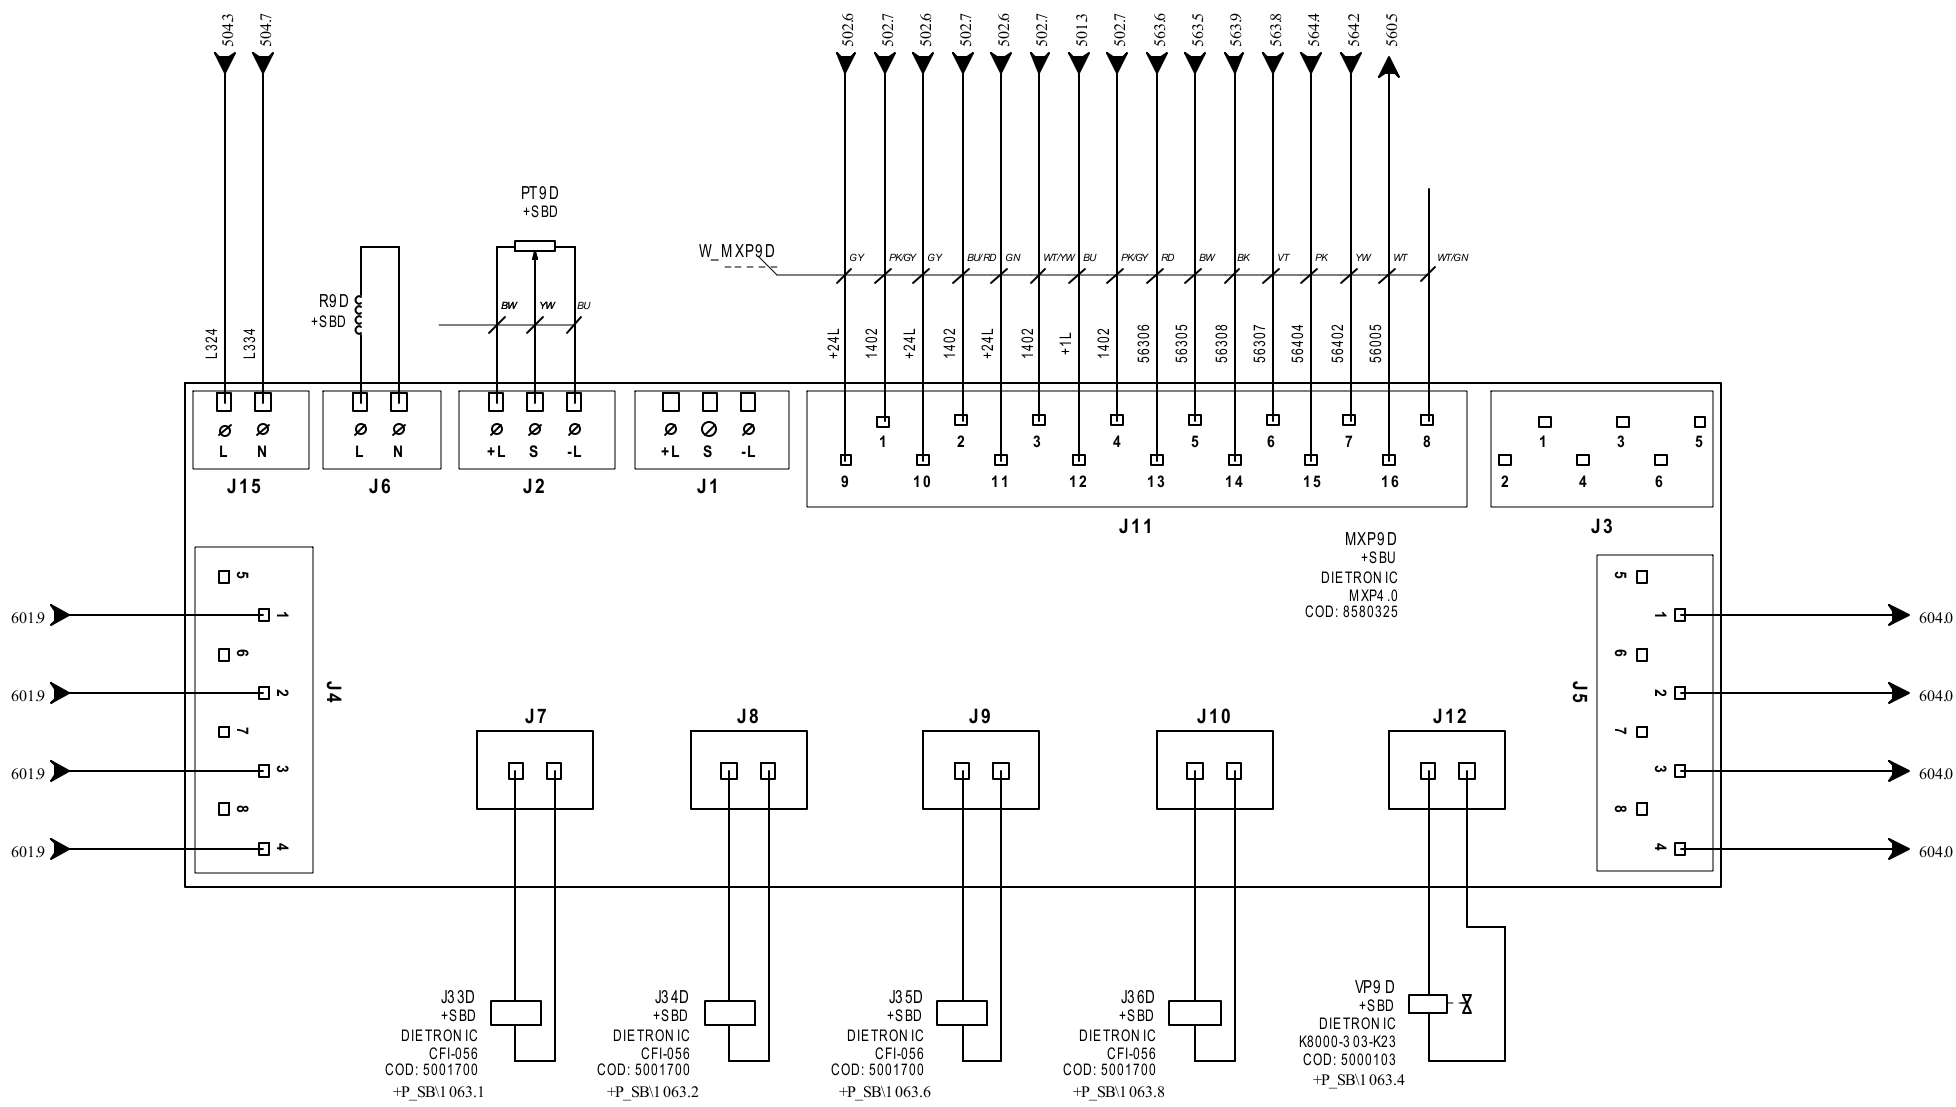 504.3 504.7 502.6 502.7 502.6 502.7 502.6 502.7 501.3 502.7 563.6 563.5 563.9 563.8 564.4 564.2 560.5
PT9D
+SBD
W_MXP9D
GY PK/GY GY BU/RD GN WT/YW BU PK/GY RD BW BK VT PK YW WT WT/GN
R9D
+SBD
BW YW BU
L324 L334 +24L 1402 +24L 1402 +24L 1402 +1L 1402 56306 56305 56308 56307 56404 56402 56005
L N
J15
L N
J6
+L S -L
J2
+L S -L
J1
1 2 3 4 5 6 7 8
9 10 11 12 13 14 15 16
J11
1 3 5
2 4 6
J3
MXP9D
+SBU
DIETRONIC
MXP4.0
COD: 8580325
5
601.9 1
6
601.9 2
7
601.9 3
8
601.9 4
J4
5
1 604.0
6
2 604.0
7
3 604.0
8
4 604.0
J5
J7 J8 J9 J10 J12
J33D
+SBD
DIETRONIC
CFI-056
COD: 5001700
+P_SB\1063.1
J34D
+SBD
DIETRONIC
CFI-056
COD: 5001700
+P_SB\1063.2
J35D
+SBD
DIETRONIC
CFI-056
COD: 5001700
+P_SB\1063.6
J36D
+SBD
DIETRONIC
CFI-056
COD: 5001700
+P_SB\1063.8
VP9D
+SBD
DIETRONIC
K8000-303-K23
COD: 5000103
+P_SB\1063.4